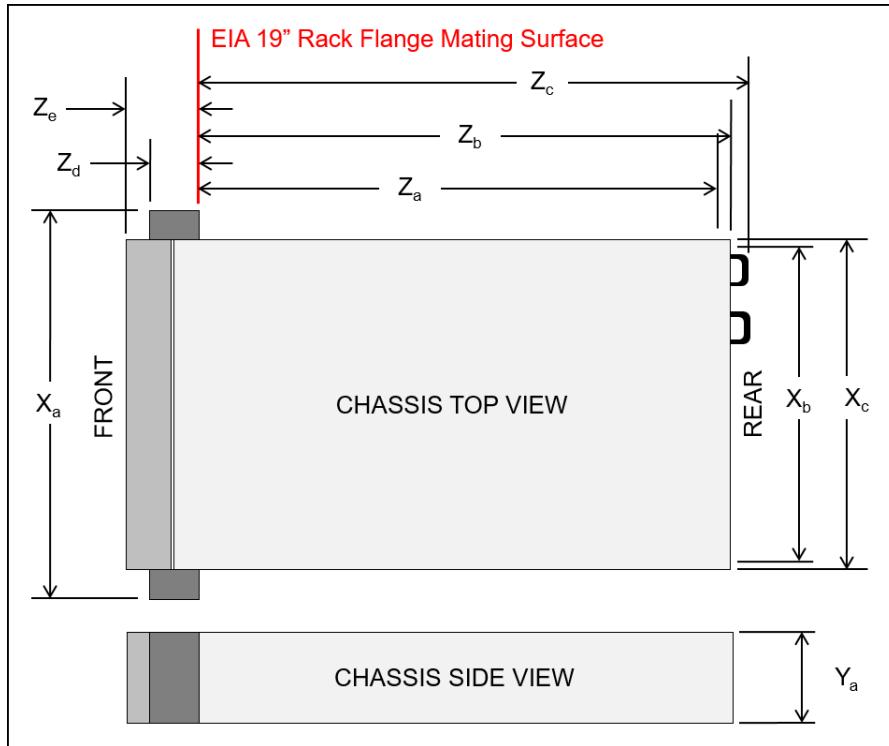 EIA 19” Rack Flange Mating Surface
Zc
Ze
Zb
Zd
Za
FRONT
Xa
CHASSIS TOP VIEW
REAR
Xb
Xc
CHASSIS SIDE VIEW
Ya